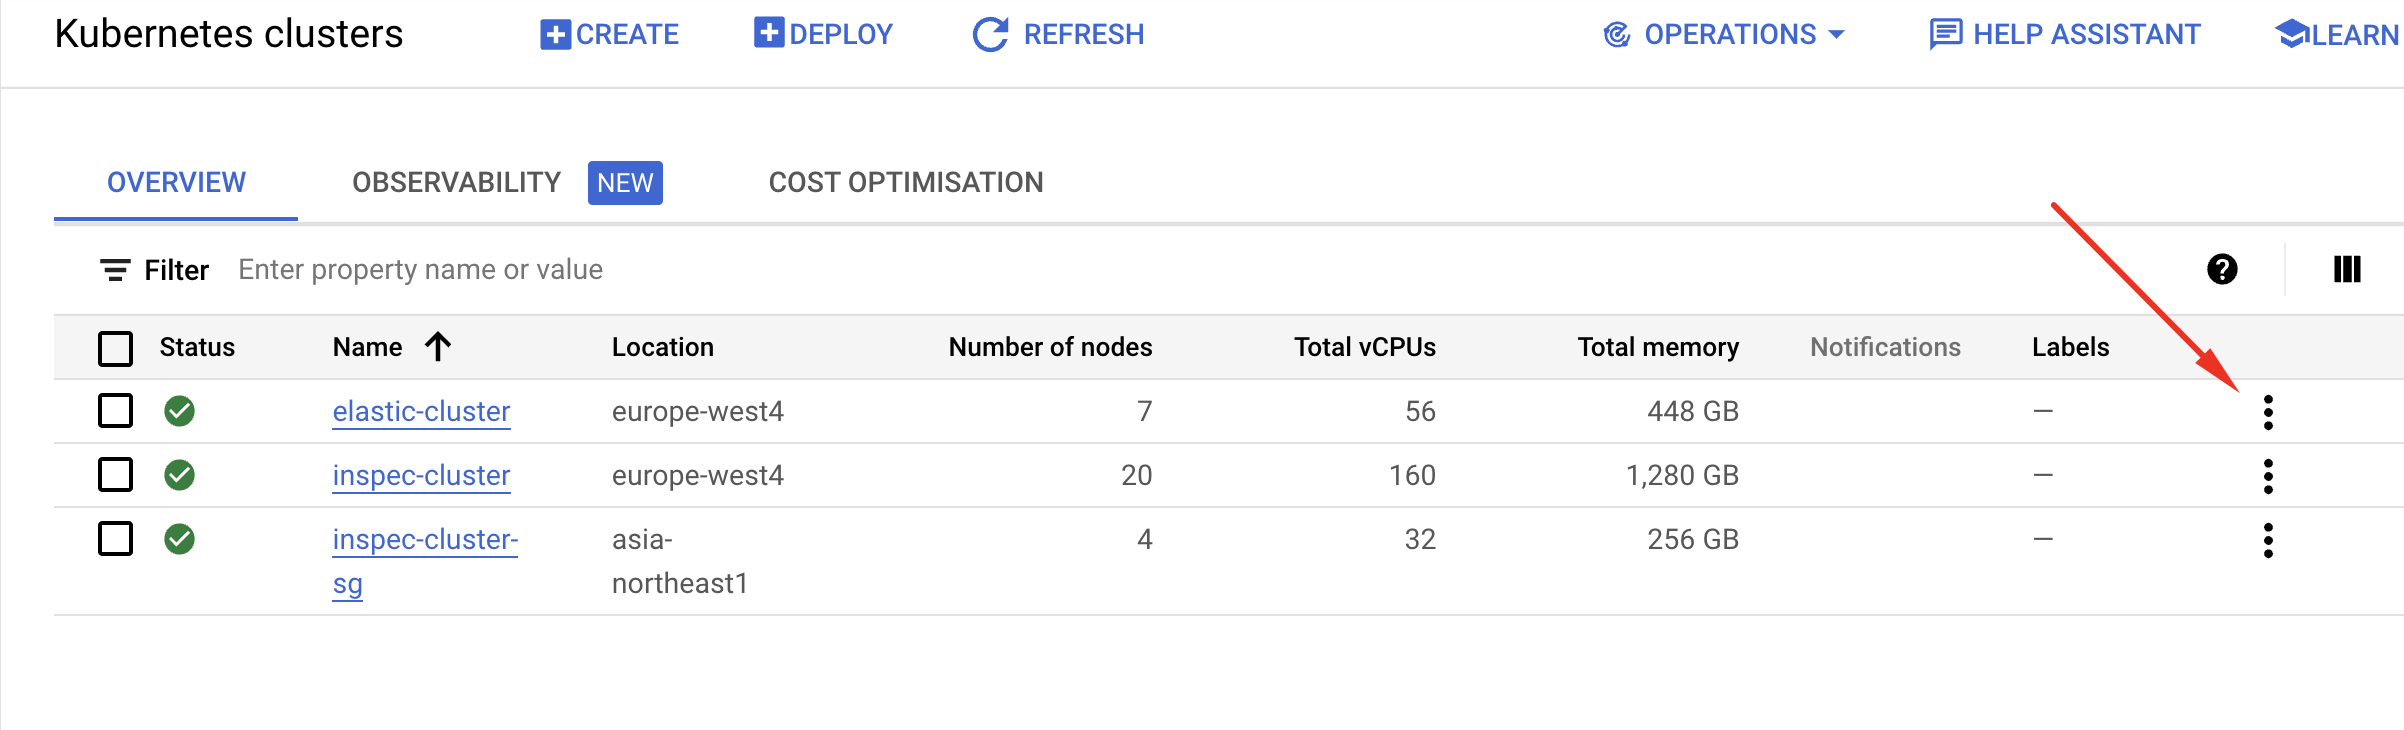 Kubernetes clusters CREATE DEPLOY REFRESH OPERATIONS HELP ASSISTANT LEARN
OVERVIEW OBSERVABILITY NEW COST OPTIMISATION
Filter Enter property name or value
Status Name Location Number of nodes Total vCPUs Total memory Notifications Labels
elastic-cluster europe-west4 7 56 448 GB —
inspec-cluster europe-west4 20 160 1,280 GB —
inspec-cluster- asia- 4 32 256 GB —
sg northeast1